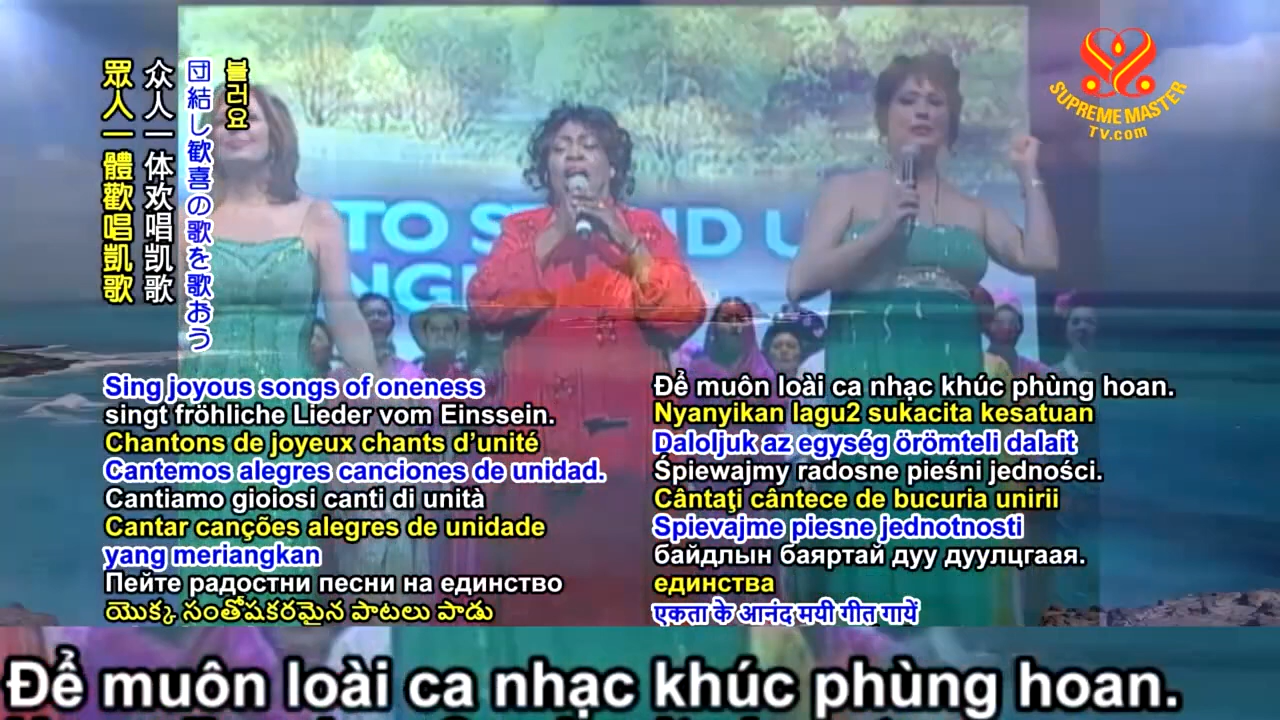 眾人一體歡唱凱歌
众人一体欢唱凯歌
団結し歓喜の歌を歌おう
불러요
SUPREME MASTER
TV.com
TO STAND U
Sing joyous songs of oneness
singt fröhliche Lieder vom Einssein.
Chantons de joyeux chants d’unité
Cantemos alegres canciones de unidad.
Cantiamo gioiosi canti di unità
Cantar canções alegres de unidade
yang meriangkan
Пейте радостни песни на единство
యొక్క సంతోషకరమైన పాటలు పాడు
Để muôn loài ca nhạc khúc phùng hoan.
Nyanyikan lagu2 sukacita kesatuan
Daloljuk az egység örömteli dalait
Śpiewajmy radosne pieśni jedności.
Cântaţi cântece de bucuria unirii
Spievajme piesne jednotnosti
байдлын баяртай дуу дуулцгаая.
единства
एकता के आनंद मयी गीत गायें
Để muôn loài ca nhạc khúc phùng hoan.